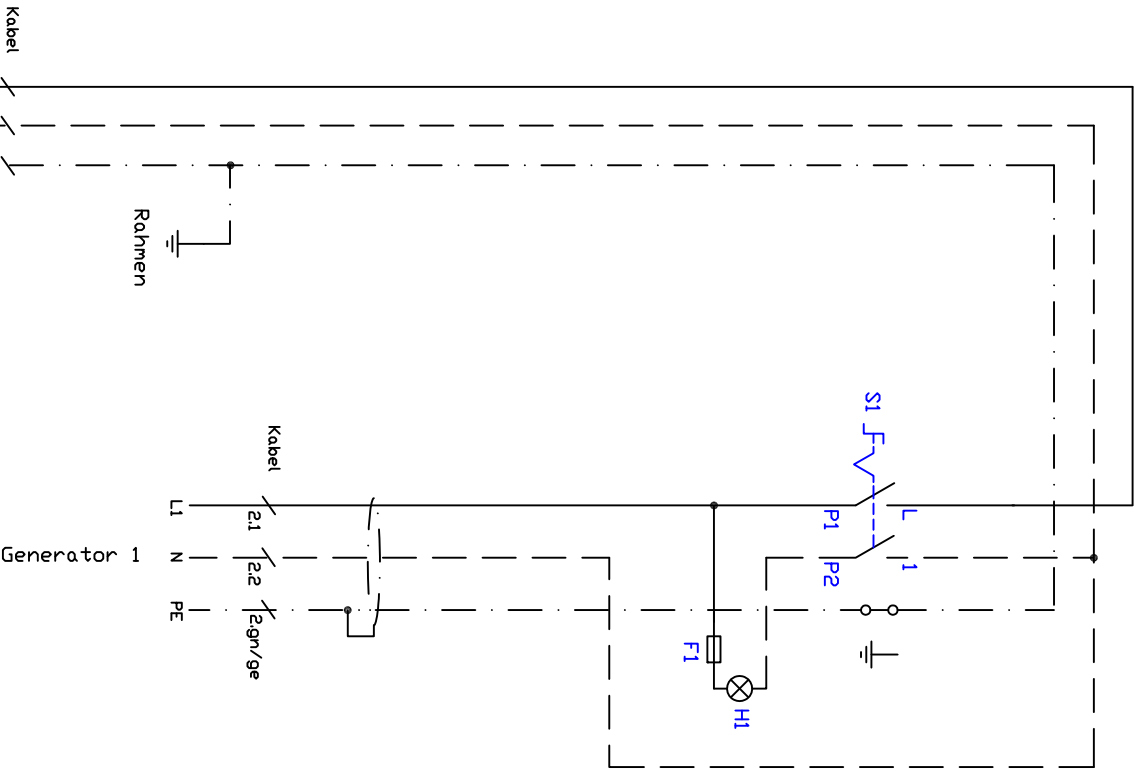 Kabel
Rahmen
S1
Kabel
L1
2.1
P1
L
Generator 1
N
2.2
P2
1
PE
2.gn/ge
F1
H1